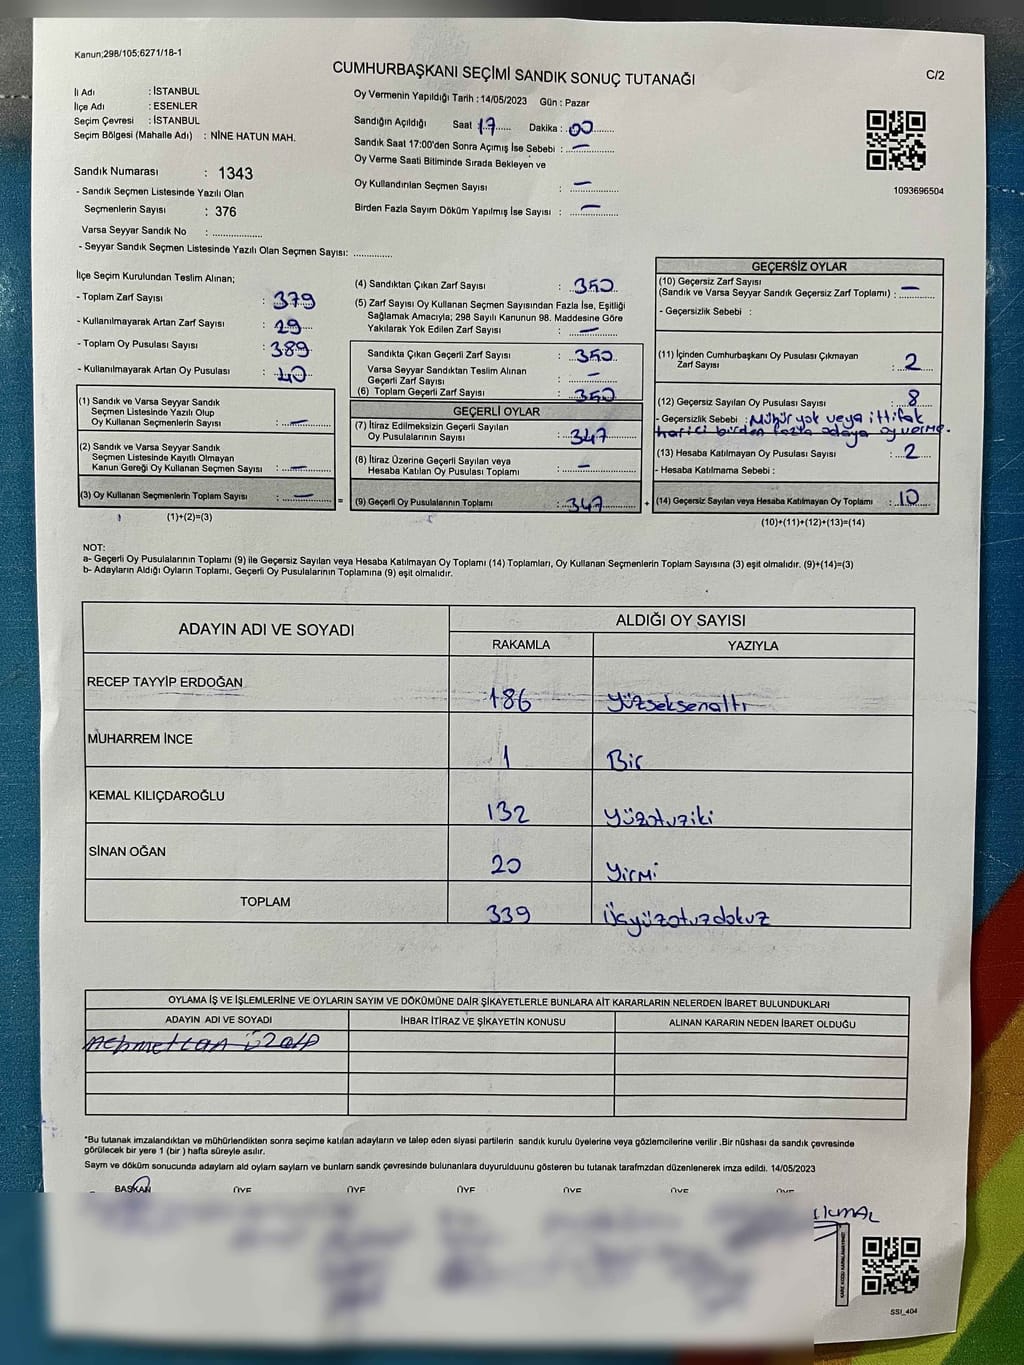 Kanun;298/105;6271/18-1
CUMHURBAŞKANI SEÇİMİ SANDIK SONUÇ TUTANAĞI
C/2
İl Adı : İSTANBUL
İlçe Adı : ESENLER
Seçim Çevresi : İSTANBUL
Seçim Bölgesi (Mahalle Adı) : NİNE HATUN MAH.
Oy Vermenin Yapıldığı Tarih : 14/05/2023 Gün : Pazar
Sandığın Açıldığı Saat 17 Dakika : 00
Sandık Saat 17:00'den Sonra Açımış İse Sebebi : —
Oy Verme Saati Bitiminde Sırada Bekleyen ve
Oy Kullandırılan Seçmen Sayısı : —
Birden Fazla Sayım Döküm Yapılmış İse Sayısı : —
1093696504
Sandık Numarası : 1343
- Sandık Seçmen Listesinde Yazılı Olan
Seçmenlerin Sayısı : 376
Varsa Seyyar Sandık No : ................
- Seyyar Sandık Seçmen Listesinde Yazılı Olan Seçmen Sayısı: ............
İlçe Seçim Kurulundan Teslim Alınan;
- Toplam Zarf Sayısı : 379
- Kullanılmayarak Artan Zarf Sayısı : 29
- Toplam Oy Pusulası Sayısı : 389
- Kullanılmayarak Artan Oy Pusulası : 40
(1) Sandık ve Varsa Seyyar Sandık
Seçmen Listesinde Yazılı Olup
Oy Kullanan Seçmenlerin Sayısı : —
(2) Sandık ve Varsa Seyyar Sandık
Seçmen Listesinde Kayıtlı Olmayan
Kanun Gereği Oy Kullanan Seçmen Sayısı : —
(3) Oy Kullanan Seçmenlerin Toplam Sayısı : —
(1)+(2)=(3)
(4) Sandıktan Çıkan Zarf Sayısı : 350
(5) Zarf Sayısı Oy Kullanan Seçmen Sayısından Fazla İse, Eşitliği
Sağlamak Amacıyla; 298 Sayılı Kanunun 98. Maddesine Göre
Yakılarak Yok Edilen Zarf Sayısı : —
Sandıkta Çıkan Geçerli Zarf Sayısı : 350
Varsa Seyyar Sandıktan Teslim Alınan
Geçerli Zarf Sayısı : —
(6) Toplam Geçerli Zarf Sayısı : 350
GEÇERLİ OYLAR
(7) İtiraz Edilmeksizin Geçerli Sayılan
Oy Pusulalarının Sayısı : 347
(8) İtiraz Üzerine Geçerli Sayılan veya
Hesaba Katılan Oy Pusulası Toplamı : —
= (9) Geçerli Oy Pusulalarının Toplamı : 347 +
GEÇERSİZ OYLAR
(10) Geçersiz Zarf Sayısı
(Sandık ve Varsa Seyyar Sandık Geçersiz Zarf Toplamı) : —
- Geçersizlik Sebebi :
(11) İçinden Cumhurbaşkanı Oy Pusulası Çıkmayan
Zarf Sayısı : 2
(12) Geçersiz Sayılan Oy Pusulası Sayısı : 8
- Geçersizlik Sebebi : Mühür yok veya ittifak
harici birden fazla adaya oy verme.
(13) Hesaba Katılmayan Oy Pusulası Sayısı : 2
- Hesaba Katılmama Sebebi :
(14) Geçersiz Sayılan veya Hesaba Katılmayan Oy Toplamı : 10
(10)+(11)+(12)+(13)=(14)
NOT:
a- Geçerli Oy Pusulalarının Toplamı (9) ile Geçersiz Sayılan veya Hesaba Katılmayan Oy Toplamı (14) Toplamları, Oy Kullanan Seçmenlerin Toplam Sayısına (3) eşit olmalıdır. (9)+(14)=(3)
b- Adayların Aldığı Oyların Toplamı, Geçerli Oy Pusulalarının Toplamına (9) eşit olmalıdır.
ADAYIN ADI VE SOYADI
ALDIĞI OY SAYISI
RAKAMLA YAZIYLA
RECEP TAYYİP ERDOĞAN 186 Yüzseksenaltı
MUHARREM İNCE 1 Bir
KEMAL KILIÇDAROĞLU 132 Yüzotuziki
SİNAN OĞAN 20 Yirmi
TOPLAM 339 Üçyüzotuzdokuz
OYLAMA İŞ VE İŞLEMLERİNE VE OYLARIN SAYIM VE DÖKÜMÜNE DAİR ŞİKAYETLERLE BUNLARA AİT KARARLARIN NELERDEN İBARET BULUNDUKLARI
ADAYIN ADI VE SOYADI İHBAR İTİRAZ VE ŞİKAYETİN KONUSU ALINAN KARARIN NEDEN İBARET OLDUĞU
*Bu tutanak imzalandıktan ve mühürlendikten sonra seçime katılan adayların ve talep eden siyasi partilerin sandık kurulu üyelerine veya gözlemcilerine verilir .Bir nüshası da sandık çevresinde
görülecek bir yere 1 (bir ) hafta süreyle asılır.
Sayım ve döküm sonucunda adaylarn ald oylarn saylarn ve bunlarn sandk çevresinde bulunanlara duyurulduunu gösteren bu tutanak tarafmzdan düzenlenerek imza edildi. 14/05/2023
BAŞKAN ÜYE ÜYE ÜYE ÜYE ÜYE ÜYE
SSI_404